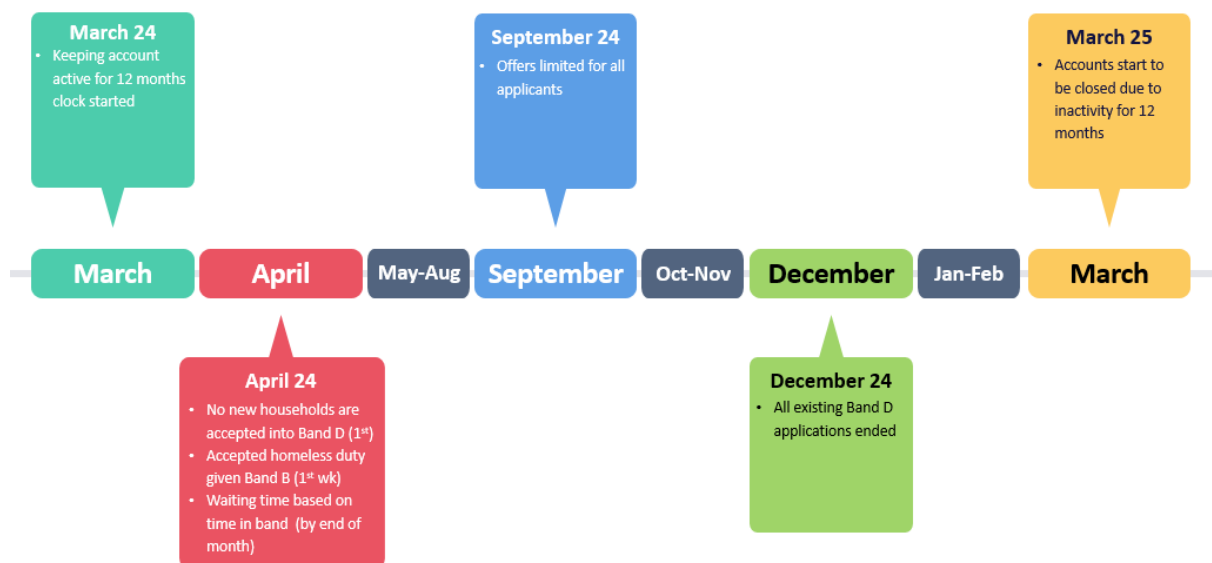 March 24
• Keeping account
active for 12 months
clock started
September 24
• Offers limited for all
applicants
March 25
• Accounts start to
be closed due to
inactivity for 12
months
March
April
May-Aug
September
Oct-Nov
December
Jan-Feb
March
April 24
• No new households are
accepted into Band D (1st)
• Accepted homeless duty
given Band B (1st wk)
• Waiting time based on
time in band (by end of
month)
December 24
• All existing Band D
applications ended